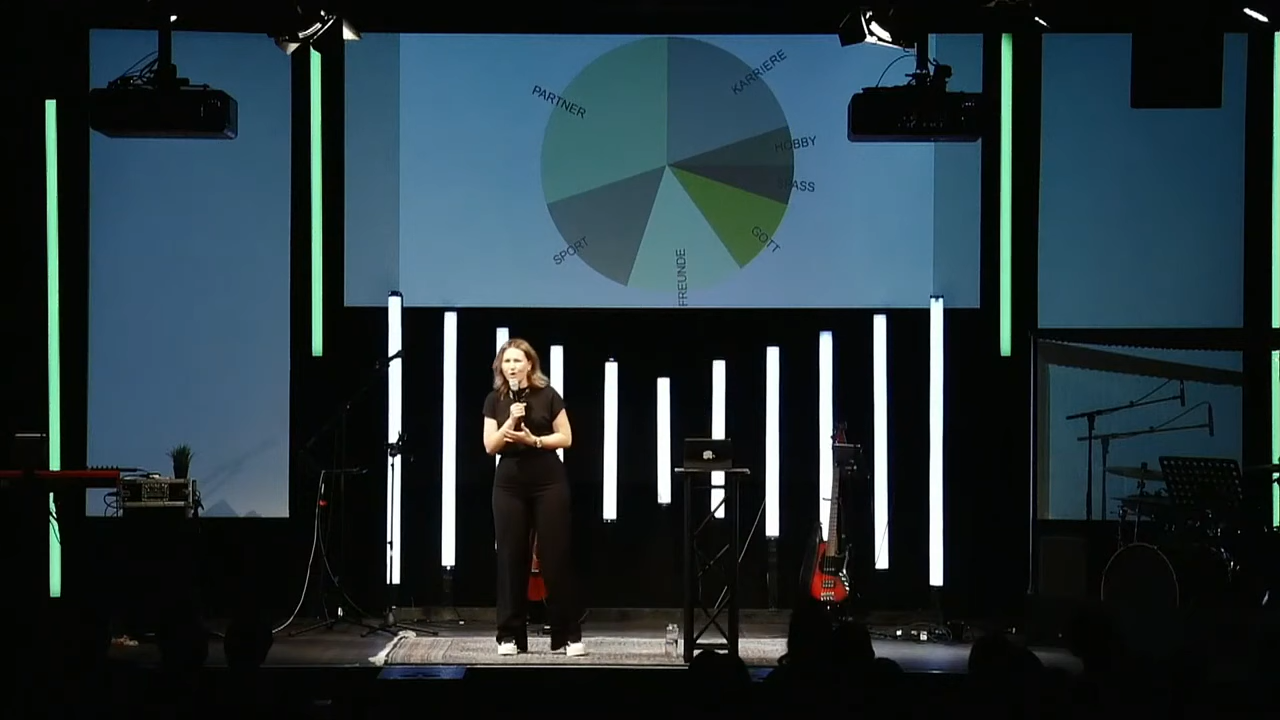 KARRIERE
HOBBY
SPASS
GOTT
FREUNDE
SPORT
PARTNER